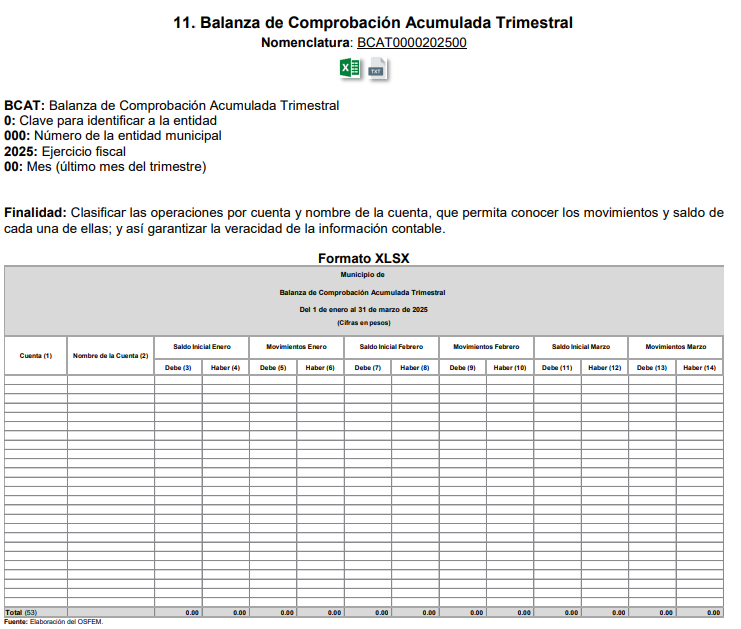 11. Balanza de Comprobación Acumulada Trimestral
Nomenclatura: BCAT0000202500
X TXT
BCAT: Balanza de Comprobación Acumulada Trimestral
0: Clave para identificar a la entidad
000: Número de la entidad municipal
2025: Ejercicio fiscal
00: Mes (último mes del trimestre)
Finalidad: Clasificar las operaciones por cuenta y nombre de la cuenta, que permita conocer los movimientos y saldo de
cada una de ellas; y así garantizar la veracidad de la información contable.
Formato XLSX
Municipio de
Balanza de Comprobación Acumulada Trimestral
Del 1 de enero al 31 de marzo de 2025
(Cifras en pesos)
Cuenta (1) Nombre de la Cuenta (2) Saldo Inicial Enero Movimientos Enero Saldo Inicial Febrero Movimientos Febrero Saldo Inicial Marzo Movimientos Marzo
Debe (3) Haber (4) Debe (5) Haber (6) Debe (7) Haber (8) Debe (9) Haber (10) Debe (11) Haber (12) Debe (13) Haber (14)
Total (53) 0.00 0.00 0.00 0.00 0.00 0.00 0.00 0.00 0.00 0.00 0.00 0.00
Fuente: Elaboración del OSFEM.